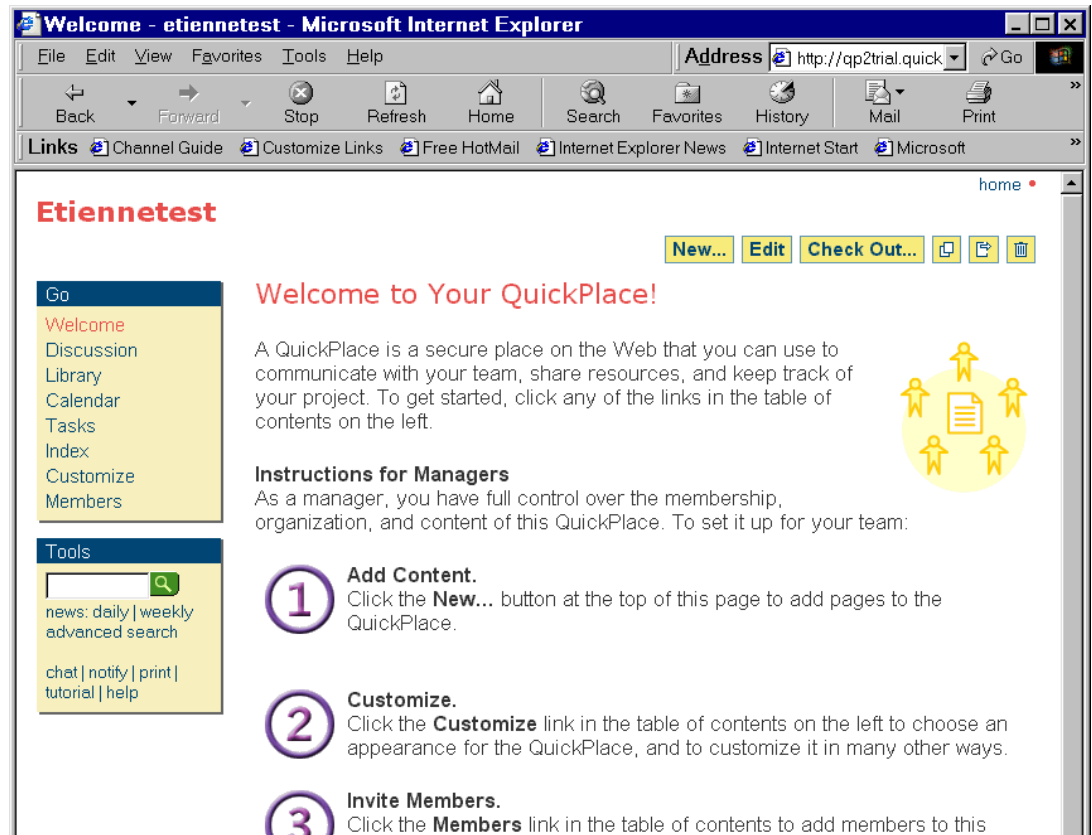 Welcome - etiennetest - Microsoft Internet Explorer
File Edit View Favorites Tools Help
Address http://qp2trial.quick Go
Back Forward Stop Refresh Home Search Favorites History Mail Print »
Links Channel Guide Customize Links Free HotMail Internet Explorer News Internet Start Microsoft »
home •
Etiennetest
New... Edit Check Out...
Go
Welcome
Discussion
Library
Calendar
Tasks
Index
Customize
Members
Tools
news: daily | weekly
advanced search
chat | notify | print |
tutorial | help
Welcome to Your QuickPlace!
A QuickPlace is a secure place on the Web that you can use to
communicate with your team, share resources, and keep track of
your project. To get started, click any of the links in the table of
contents on the left.
Instructions for Managers
As a manager, you have full control over the membership,
organization, and content of this QuickPlace. To set it up for your team:
1 Add Content.
Click the New... button at the top of this page to add pages to the
QuickPlace.
2 Customize.
Click the Customize link in the table of contents on the left to choose an
appearance for the QuickPlace, and to customize it in many other ways.
3 Invite Members.
Click the Members link in the table of contents to add members to this